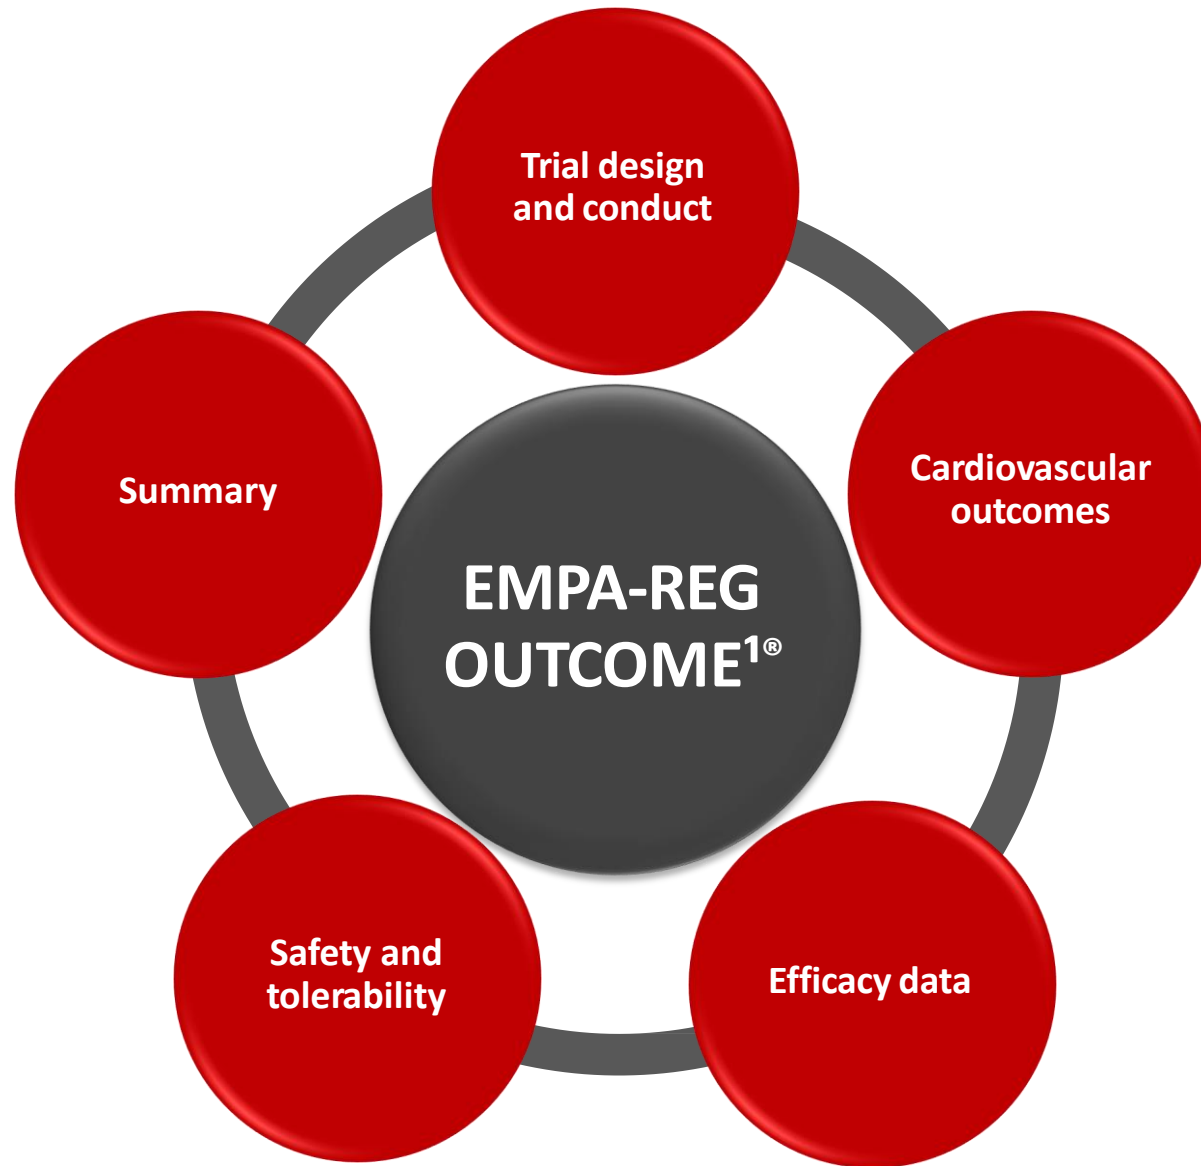 Trial design
and conduct
Cardiovascular
outcomes
Summary
EMPA-REG
OUTCOME¹®
Safety and
tolerability
Efficacy data